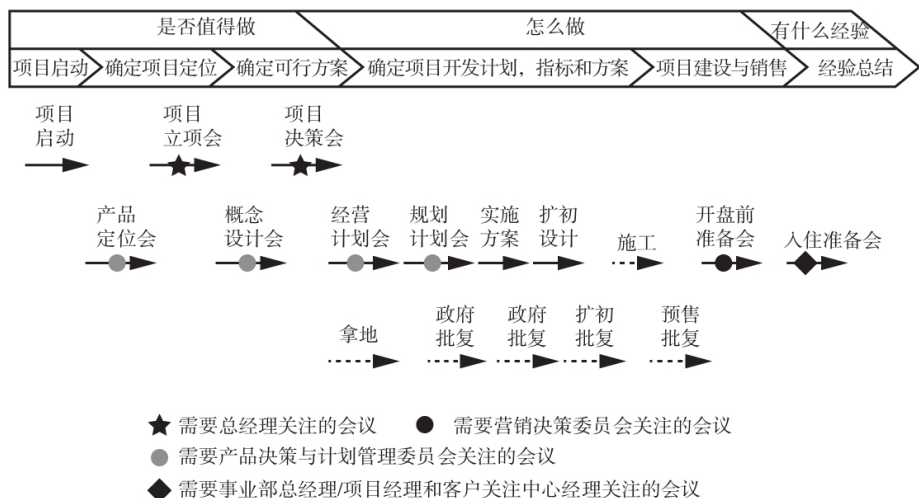 是否值得做 怎么做 有什么经验
项目启动 确定项目定位 确定可行方案 确定项目开发计划，指标和方案 项目建设与销售 经验总结
项目 项目 项目
启动 立项会 决策会
产品 概念 经营 规划 实施 扩初 开盘前
定位会 设计会 计划会 计划会 方案 设计 施工 准备会 入住准备会
政府 政府 扩初 预售
拿地 批复 批复 批复 批复
需要总经理关注的会议 需要营销决策委员会关注的会议
需要产品决策与计划管理委员会关注的会议
需要事业部总经理/项目经理和客户关注中心经理关注的会议